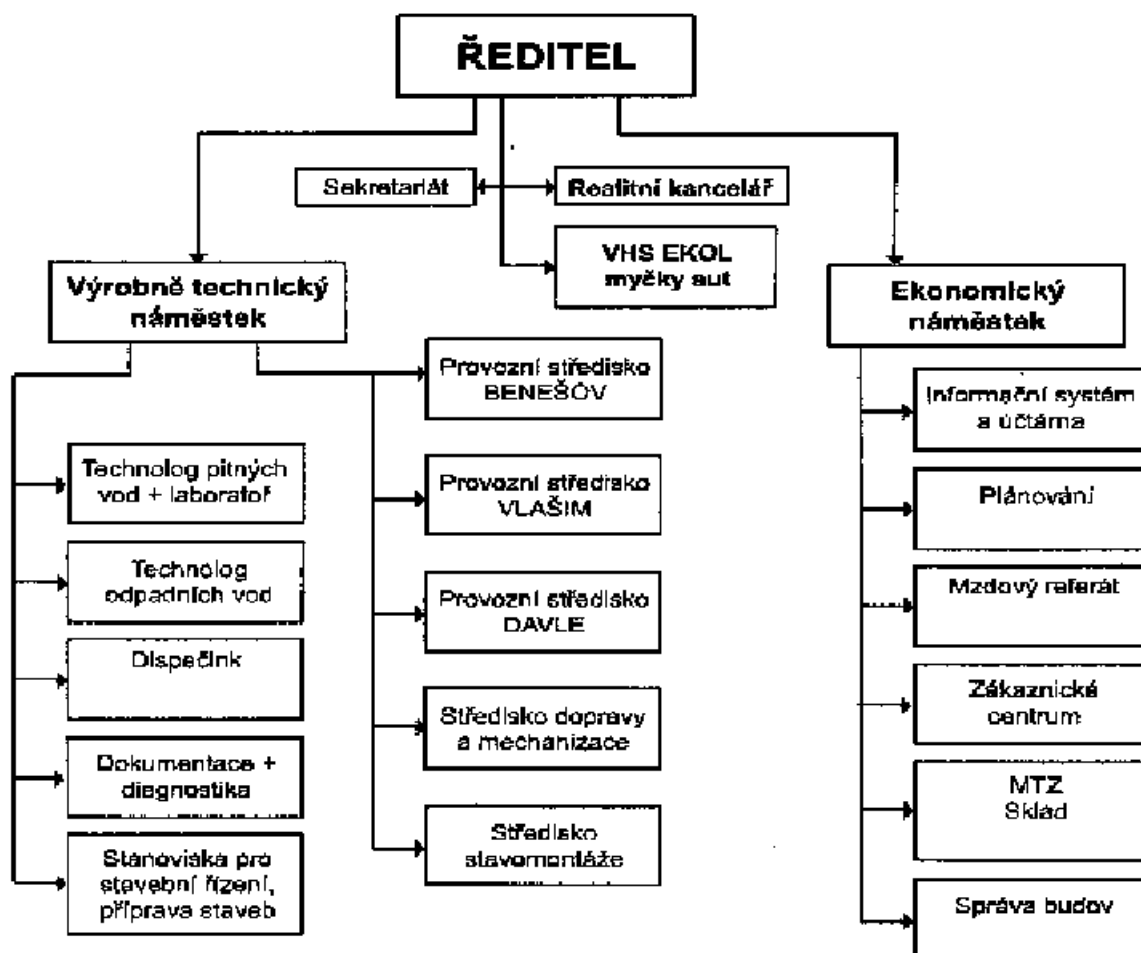 ŘEDITEL
Sekretariát
Realitní kancelář
VHS EKOL
myčky aut
Výrobně technický
náměstek
Ekonomický
náměstek
Technolog pitných
vod + laboratoř
Technolog
odpadních vod
Dispečink
Dokumentace +
diagnostika
Stanoviska pro
stavební řízení,
příprava staveb
Provozní středisko
BENEŠOV
Provozní středisko
VLAŠIM
Provozní středisko
DAVLE
Středisko dopravy
a mechanizace
Středisko
stavomontáže
Informační systém
a účtárna
Plánování
Mzdový referát
Zákaznické
centrum
MTZ
Sklad
Správa budov